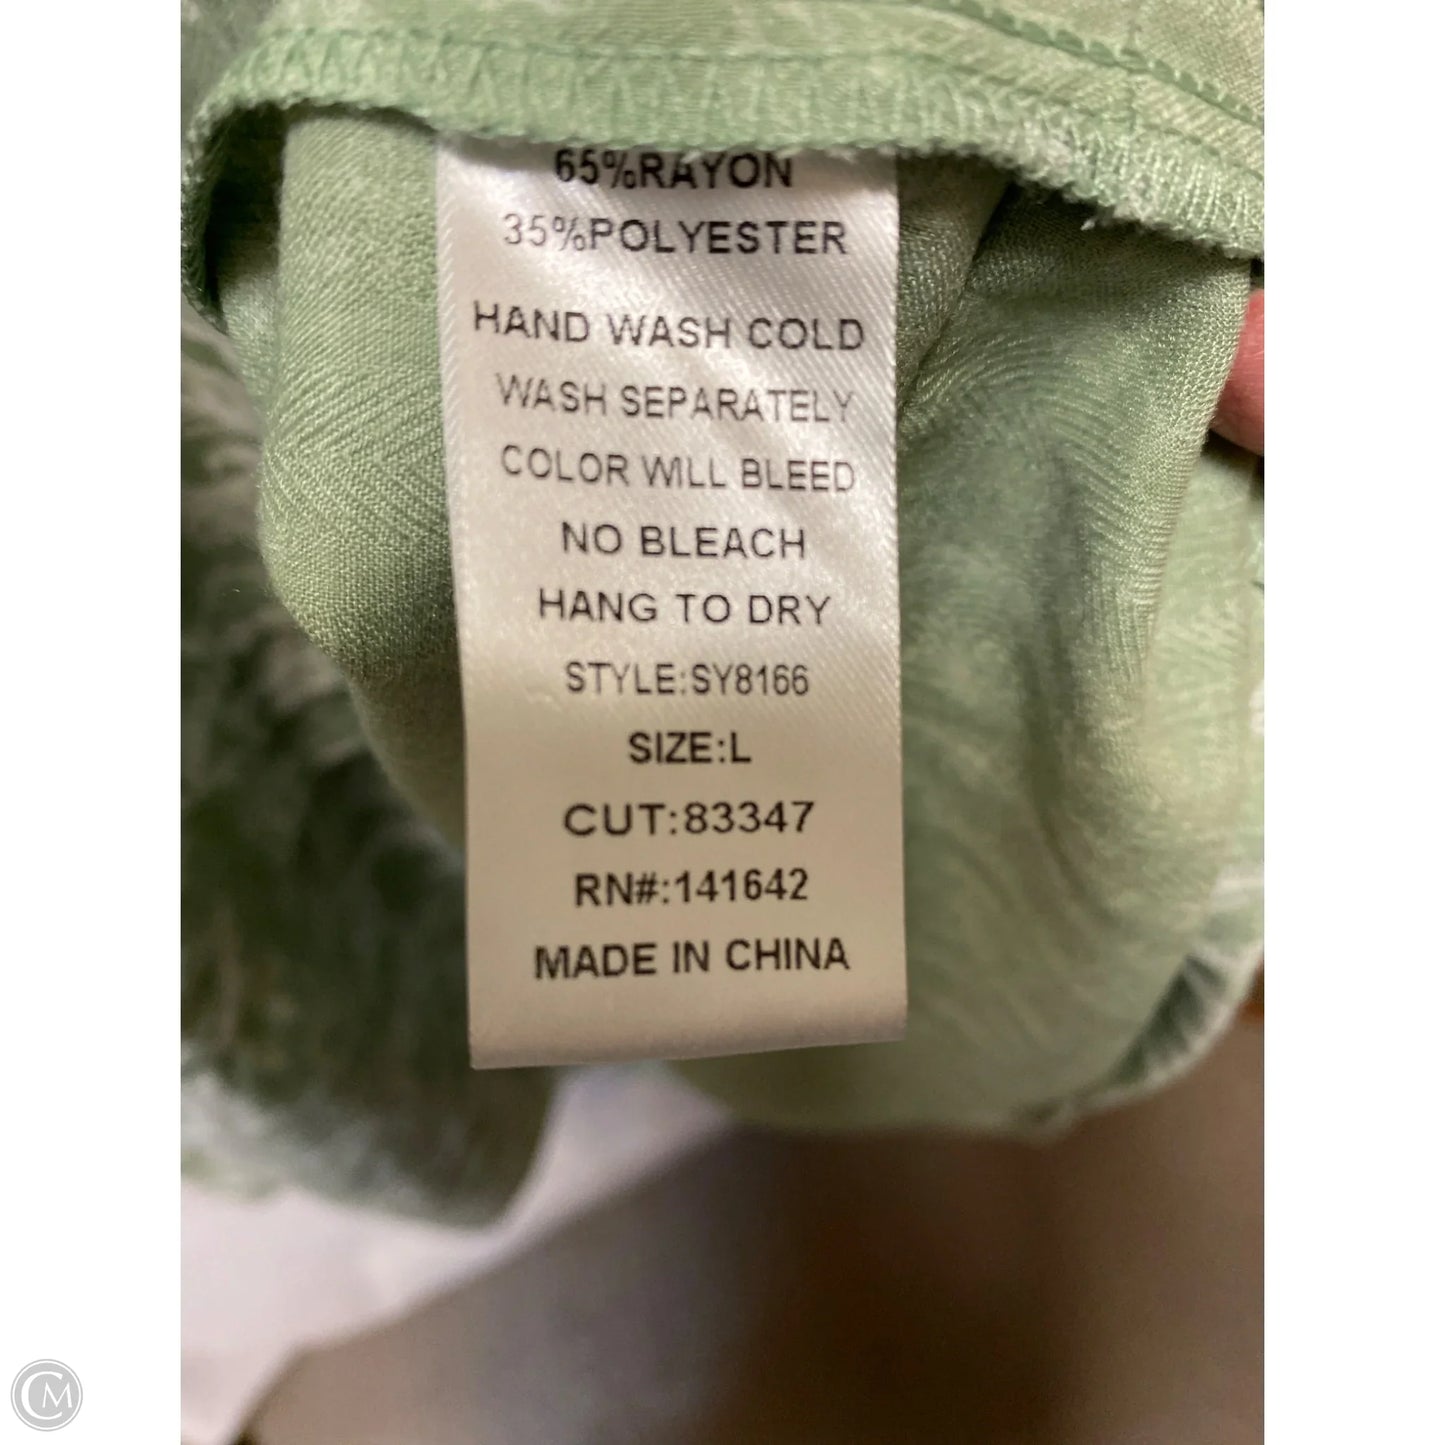 65%RAYON
35%POLYESTER
HAND WASH COLD
WASH SEPARATELY
COLOR WILL BLEED
NO BLEACH
HANG TO DRY
STYLE:SY8166
SIZE:L
CUT:83347
RN#:141642
MADE IN CHINA
CM